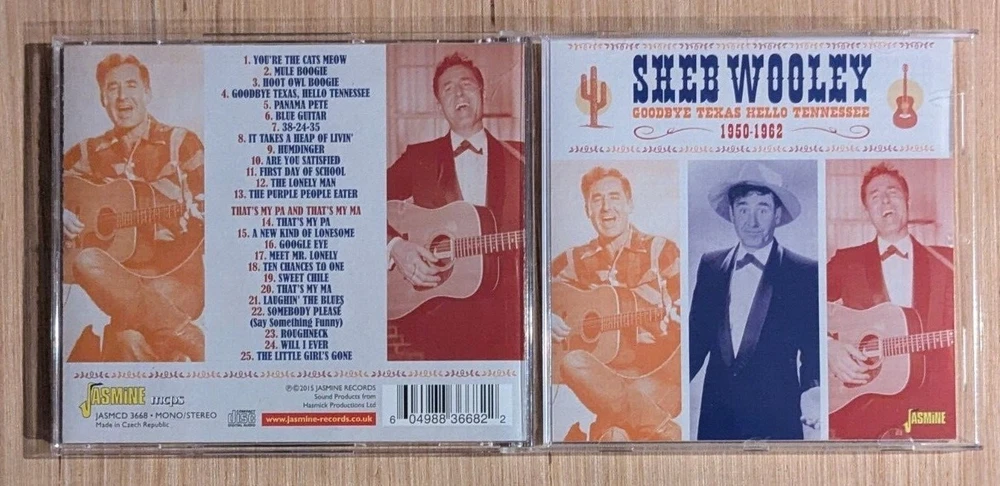 1. YOU'RE THE CATS MEOW
2. MULE BOOGIE
3. HOOT OWL BOOGIE
4. GOODBYE TEXAS, HELLO TENNESSEE
5. PANAMA PETE
6. BLUE GUITAR
7. 38-24-35
8. IT TAKES A HEAP OF LIVIN'
9. HUMDINGER
10. ARE YOU SATISFIED
11. FIRST DAY OF SCHOOL
12. THE LONELY MAN
13. THE PURPLE PEOPLE EATER
THAT'S MY PA AND THAT'S MY MA
14. THAT'S MY PA
15. A NEW KIND OF LONESOME
16. GOOGLE EYE
17. MEET MR. LONELY
18. TEN CHANCES TO ONE
19. SWEET CHILE
20. THAT'S MY MA
21. LAUGHIN' THE BLUES
22. SOMEBODY PLEASE
(Say Something Funny)
23. ROUGHNECK
24. WILL I EVER
25. THE LITTLE GIRL'S GONE
JASMINE mcps
JASMCD 3668 • MONO/STEREO
Made in Czech Republic
℗©2015 JASMINE RECORDS
Sound Products from
Hasmick Productions Ltd
COMPACT
disc
DIGITAL AUDIO
www.jasmine-records.co.uk
6 04988 36682 2
SHEB WOOLEY
GOODBYE TEXAS HELLO TENNESSEE
1950-1962
JASMINE